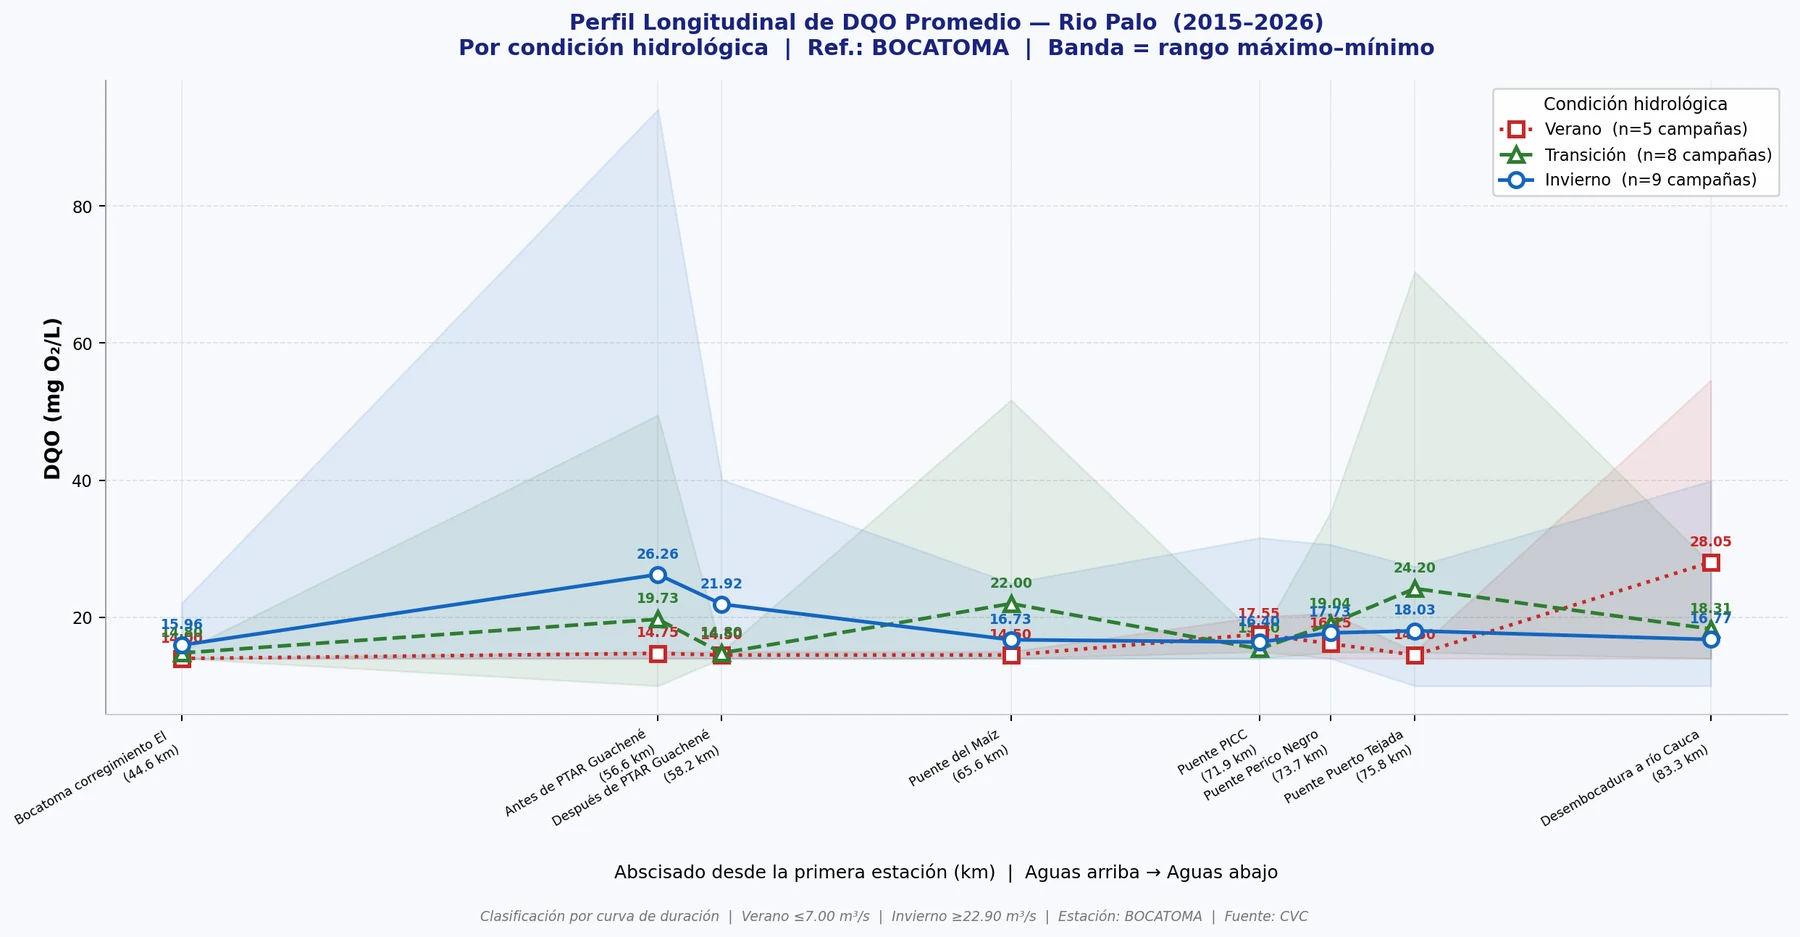 Perfil Longitudinal de DQO Promedio — Rio Palo  (2015–2026)
Por condición hidrológica  |  Ref.: BOCATOMA  |  Banda = rango máximo–mínimo
Condición hidrológica
Verano  (n=5 campañas)
Transición  (n=8 campañas)
Invierno  (n=9 campañas)
DQO (mg O₂/L)
80
60
40
20
15.96
26.26
19.73
14.75
21.92
22.00
16.73
14.50
17.55
16.40
19.04
17.73
24.20
18.03
28.05
18.31
16.77
Bocatoma corregimiento El
(44.6 km)
Antes de PTAR Guachené
(56.6 km)
Después de PTAR Guachené
(58.2 km)
Puente del Maíz
(65.6 km)
Puente PICC
(71.9 km)
Puente Perico Negro
(73.7 km)
Puente Puerto Tejada
(75.8 km)
Desembocadura a río Cauca
(83.3 km)
Abscisado desde la primera estación (km)  |  Aguas arriba → Aguas abajo
Clasificación por curva de duración  |  Verano ≤7.00 m³/s  |  Invierno ≥22.90 m³/s  |  Estación: BOCATOMA  |  Fuente: CVC